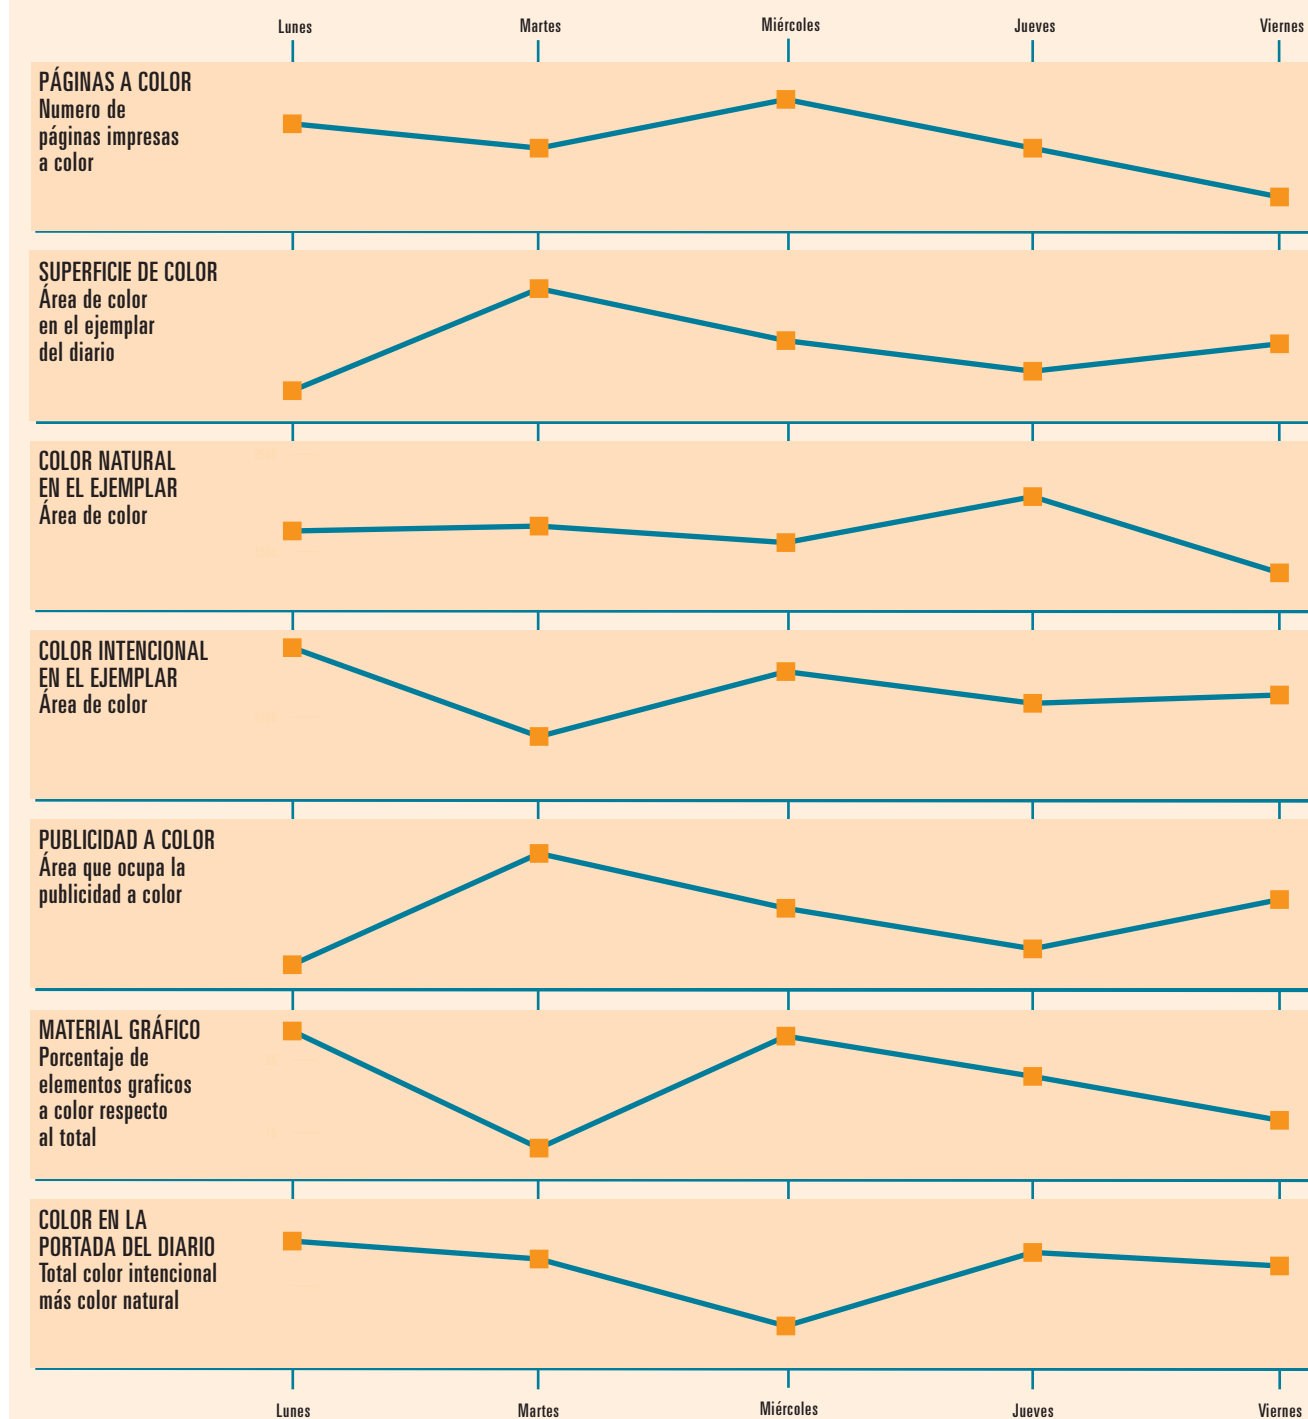 Lunes Martes Miércoles Jueves Viernes
PÁGINAS A COLOR
Numero de
páginas impresas
a color
SUPERFICIE DE COLOR
Área de color
en el ejemplar
del diario
COLOR NATURAL
EN EL EJEMPLAR
Área de color
COLOR INTENCIONAL
EN EL EJEMPLAR
Área de color
PUBLICIDAD A COLOR
Área que ocupa la
publicidad a color
MATERIAL GRÁFICO
Porcentaje de
elementos graficos
a color respecto
al total
COLOR EN LA
PORTADA DEL DIARIO
Total color intencional
más color natural
Lunes Martes Miércoles Jueves Viernes